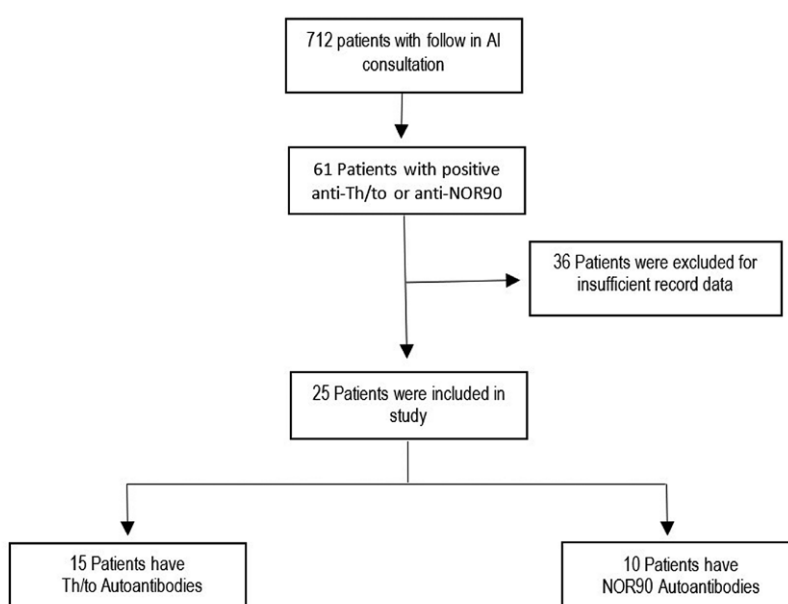 712 patients with follow in AI
consultation
61 Patients with positive
anti-Th/to or anti-NOR90
36 Patients were excluded for
insufficient record data
25 Patients were included in
study
15 Patients have
Th/to Autoantibodies
10 Patients have
NOR90 Autoantibodies